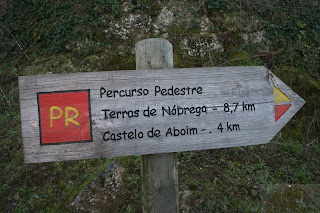 Percurso Pedestre
PR
Terras de Nóbrega - 8,7 km
Castelo de Aboim - . 4 km